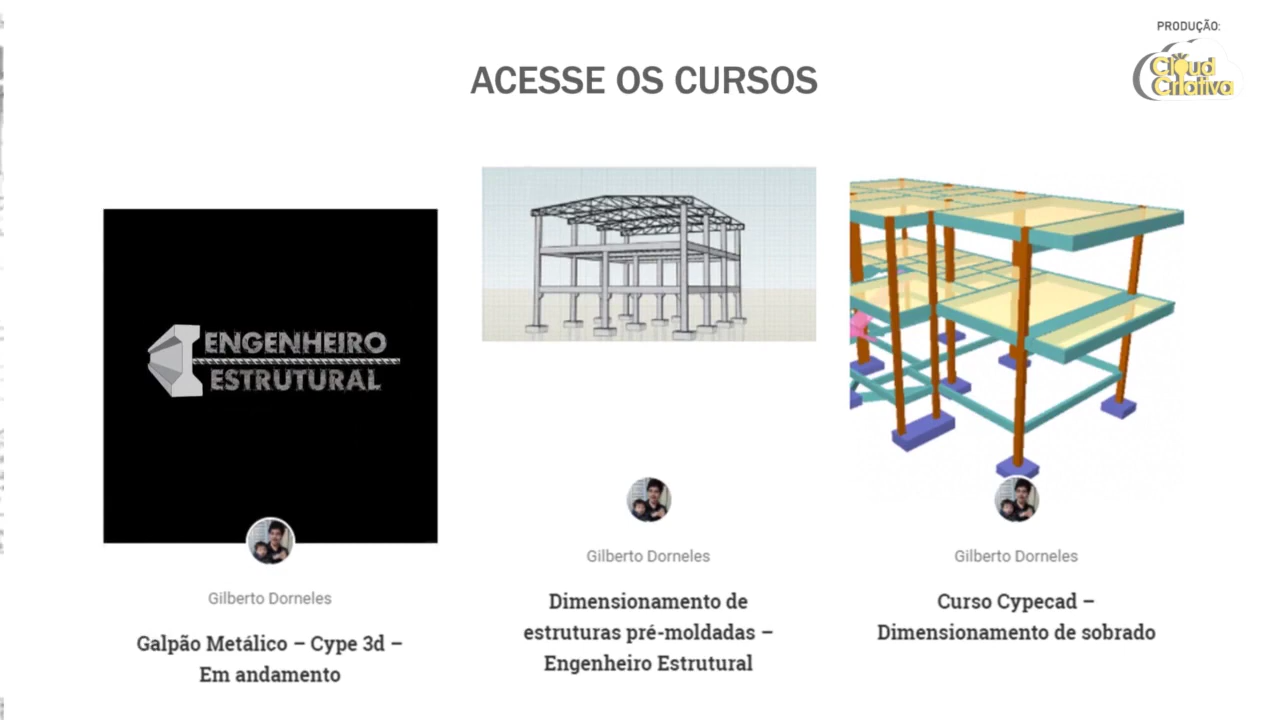 PRODUÇÃO:
Cloud
Criativa
ACESSE OS CURSOS
ENGENHEIRO
ESTRUTURAL
Gilberto Dorneles
Galpão Metálico – Cype 3d –
Em andamento
Gilberto Dorneles
Dimensionamento de
estruturas pré-moldadas –
Engenheiro Estrutural
Gilberto Dorneles
Curso Cypecad –
Dimensionamento de sobrado